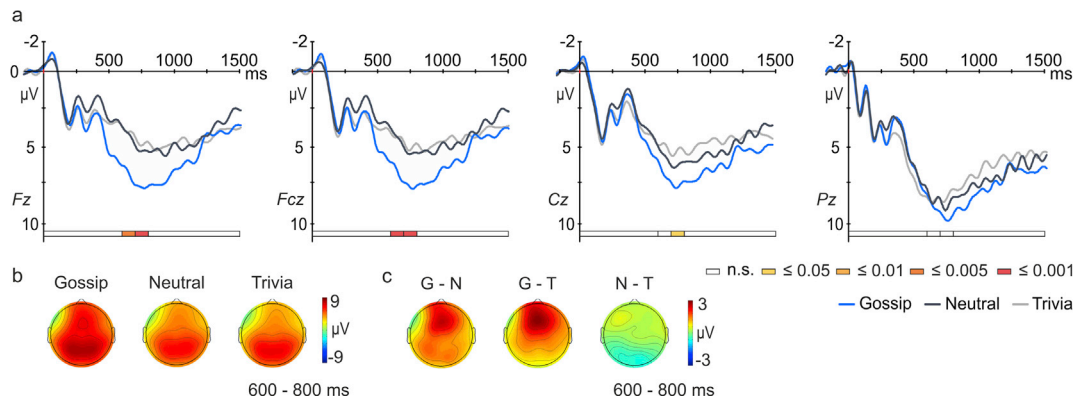 a
-2 -2 -2 -2
500 1000 1500 500 1000 1500 500 1000 1500 500 1000 1500
0 ms ms ms ms
µV µV µV µV
5 5 5 5
Fz Fcz Cz Pz
10 10 10 10
n.s. ≤ 0.05 ≤ 0.01 ≤ 0.005 ≤ 0.001
Gossip Neutral Trivia
b
Gossip Neutral Trivia
9
µV
-9
600 - 800 ms
c
G - N G - T N - T
3
µV
-3
600 - 800 ms